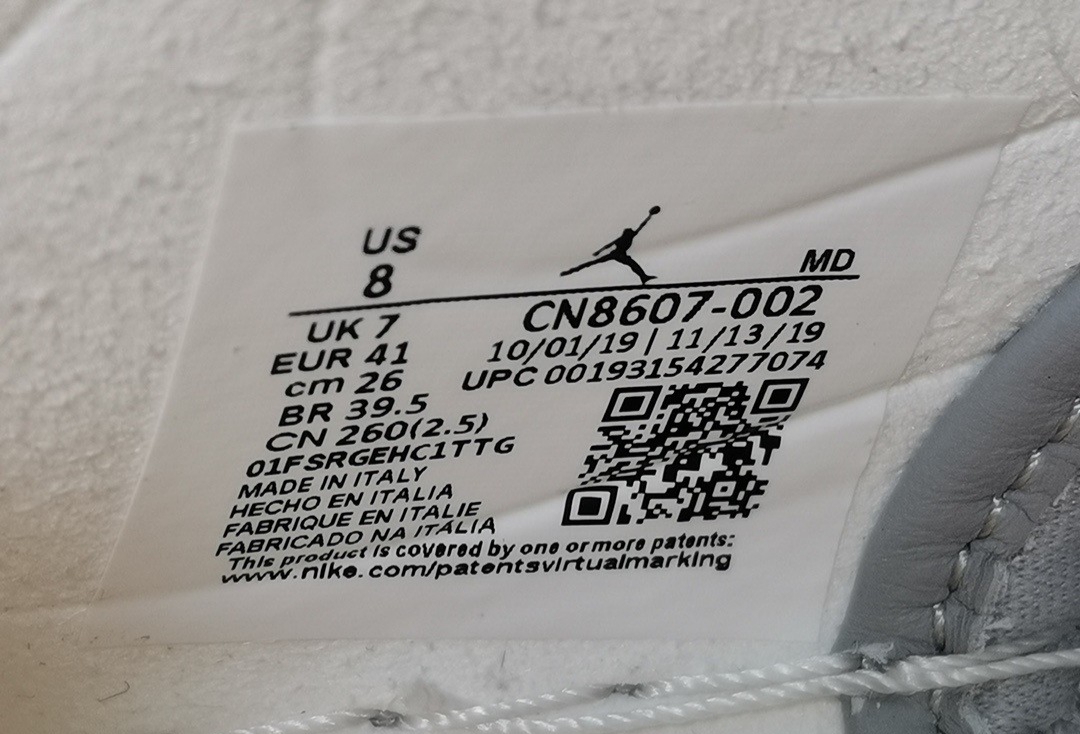 US
8
MD
UK 7
EUR 41
cm 26
BR 39.5
CN 260(2.5)
01FSRGEHC1TTG
MADE IN ITALY
HECHO EN ITALIA
FABRIQUE EN ITALIE
FABRICADO NA ITÁLIA
CN8607-002
10/01/19 | 11/13/19
UPC 00193154277074
This product is covered by one or more patents:
www.nike.com/patentsvirtualmarking